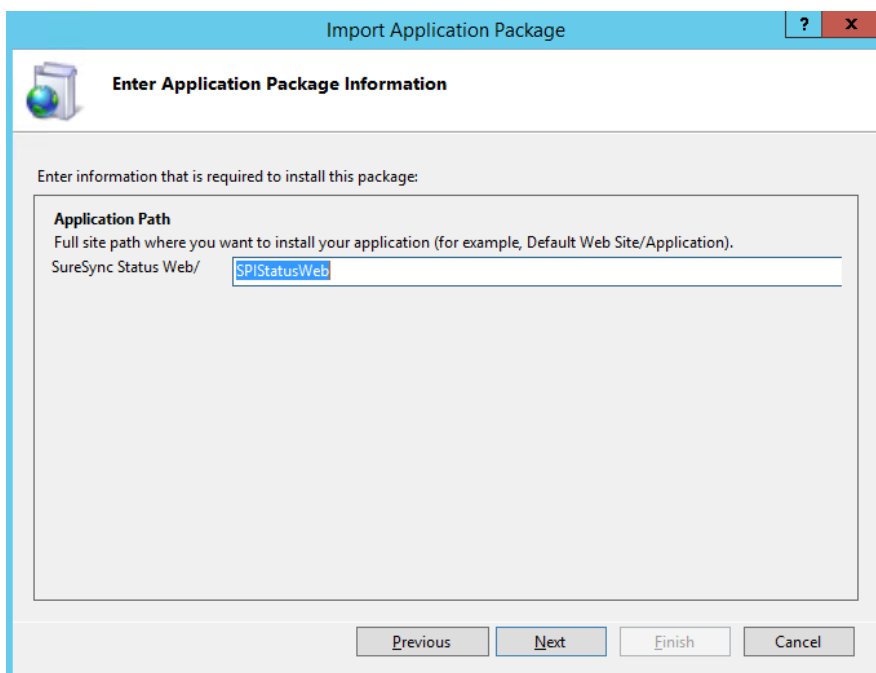 Import Application Package
? x
Enter Application Package Information
Enter information that is required to install this package:
Application Path
Full site path where you want to install your application (for example, Default Web Site/Application).
SureSync Status Web/ SPIStatusWeb
Previous Next Finish Cancel